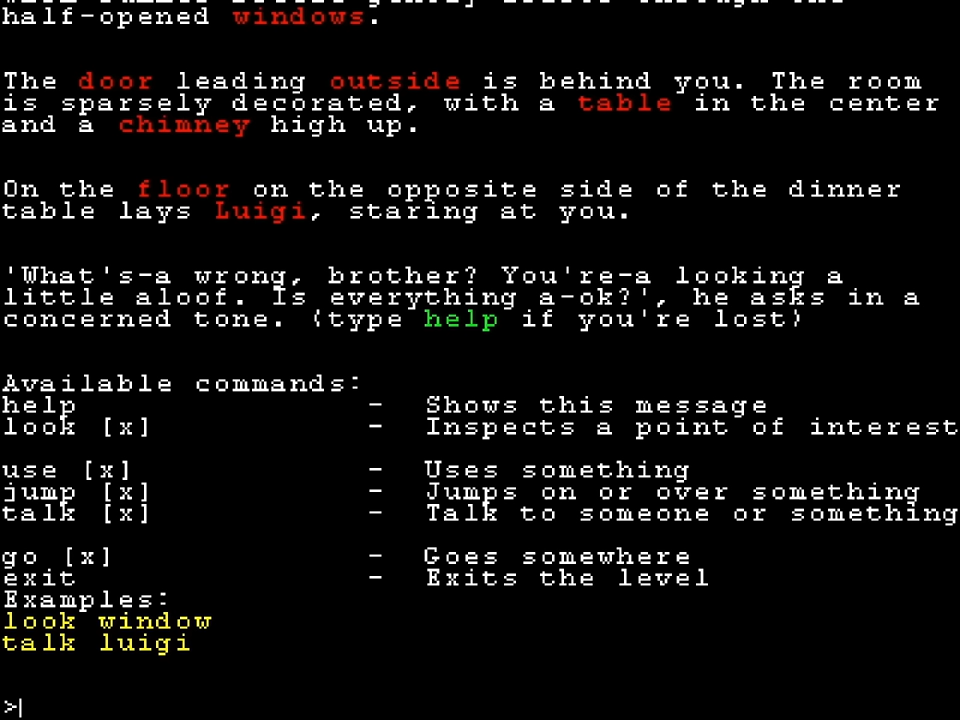 half-opened windows.
The door leading outside is behind you. The room
is sparsely decorated, with a table in the center
and a chimney high up.
On the floor on the opposite side of the dinner
table lays Luigi, staring at you.
'What's-a wrong, brother? You're-a looking a
little aloof. Is everything a-ok?', he asks in a
concerned tone. (type help if you're lost)
Available commands:
help - Shows this message
look [x] - Inspects a point of interest
use [x] - Uses something
jump [x] - Jumps on or over something
talk [x] - Talk to someone or something
go [x] - Goes somewhere
exit - Exits the level
Examples:
look window
talk luigi
>